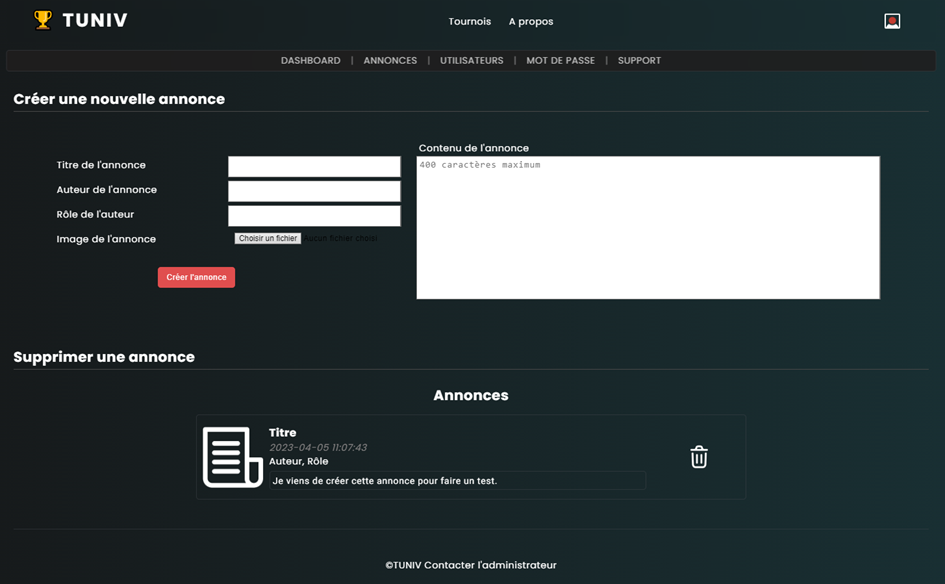 TUNIV
Tournois A propos
DASHBOARD | ANNONCES | UTILISATEURS | MOT DE PASSE | SUPPORT
Créer une nouvelle annonce
Titre de l'annonce
Auteur de l'annonce
Rôle de l'auteur
Image de l'annonce
Choisir un fichier Aucun fichier choisi
Créer l'annonce
Contenu de l'annonce
400 caractères maximum
Supprimer une annonce
Annonces
Titre
2023-04-05 11:07:43
Auteur, Rôle
Je viens de créer cette annonce pour faire un test.
©TUNIV Contacter l'administrateur